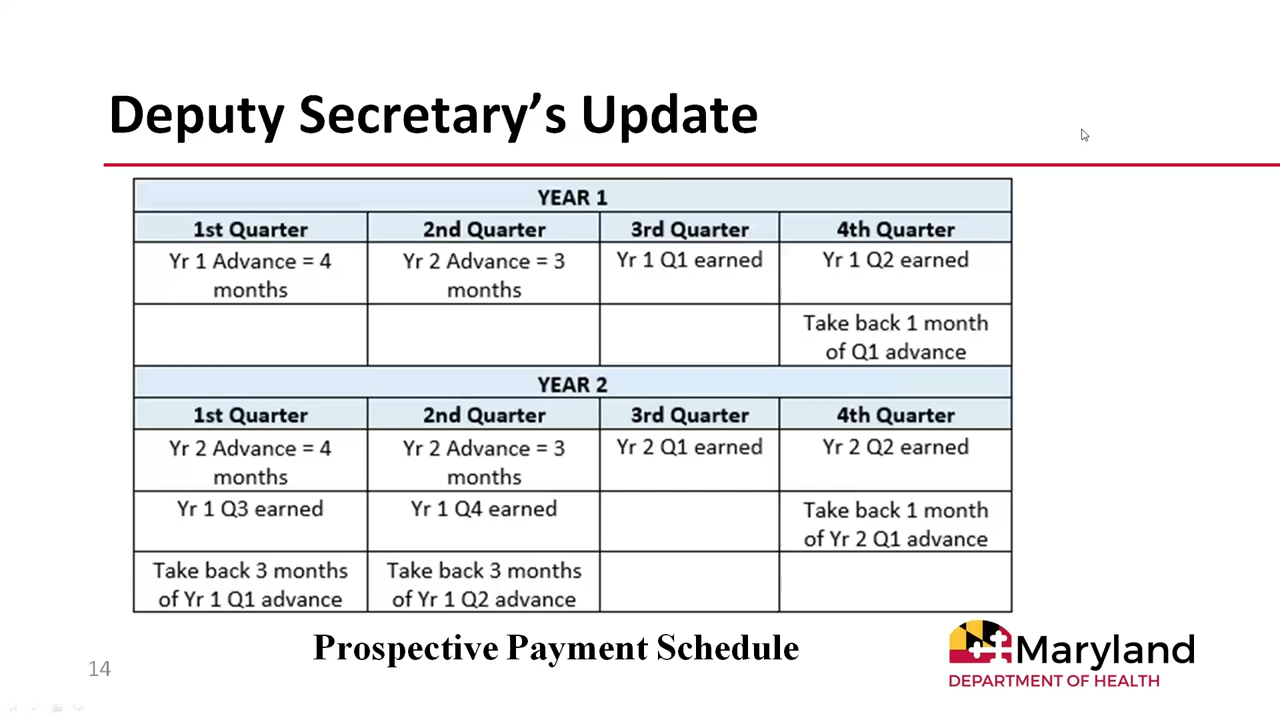 Deputy Secretary’s Update
YEAR 1
1st Quarter 2nd Quarter 3rd Quarter 4th Quarter
Yr 1 Advance = 4 months Yr 2 Advance = 3 months Yr 1 Q1 earned Yr 1 Q2 earned
Take back 1 month of Q1 advance
YEAR 2
1st Quarter 2nd Quarter 3rd Quarter 4th Quarter
Yr 2 Advance = 4 months Yr 2 Advance = 3 months Yr 2 Q1 earned Yr 2 Q2 earned
Yr 1 Q3 earned Yr 1 Q4 earned Take back 1 month of Yr 2 Q1 advance
Take back 3 months of Yr 1 Q1 advance Take back 3 months of Yr 1 Q2 advance
Prospective Payment Schedule
14
Maryland
DEPARTMENT OF HEALTH